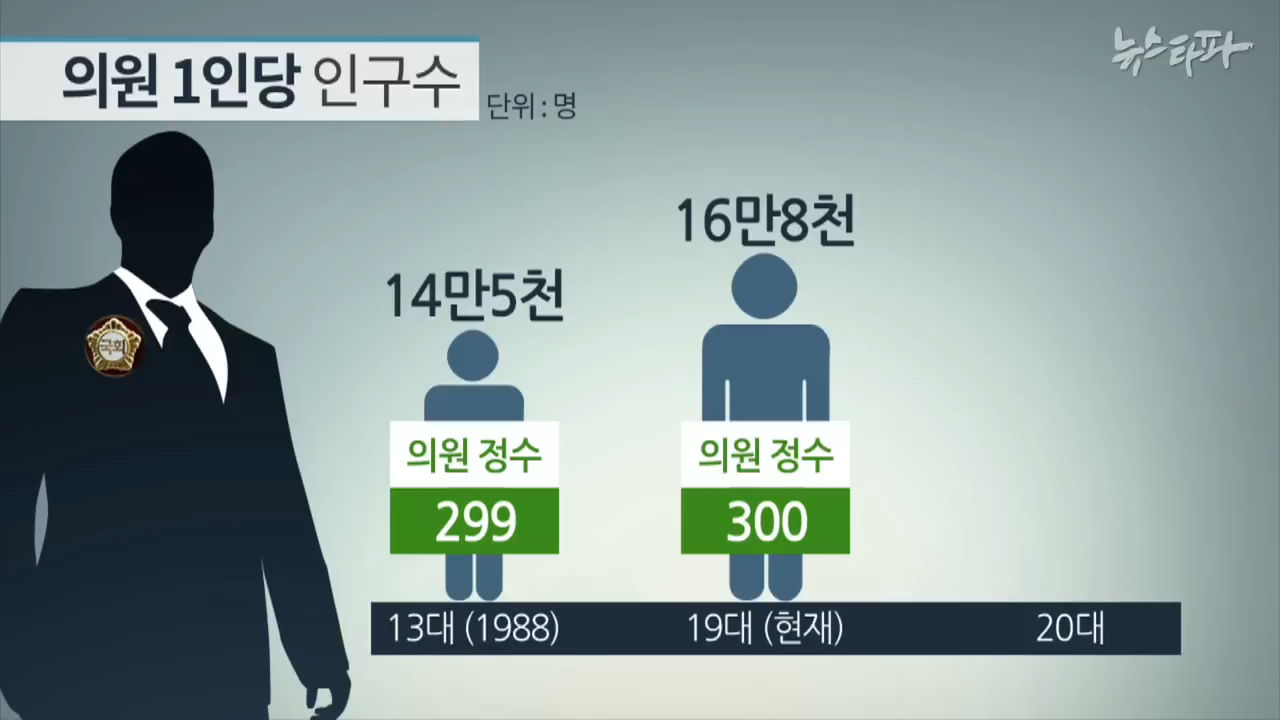 뉴스타파
의원 1인당 인구수
단위 : 명
16만8천
14만5천
국회
의원 정수
의원 정수
299
300
13대 (1988)
19대 (현재)
20대